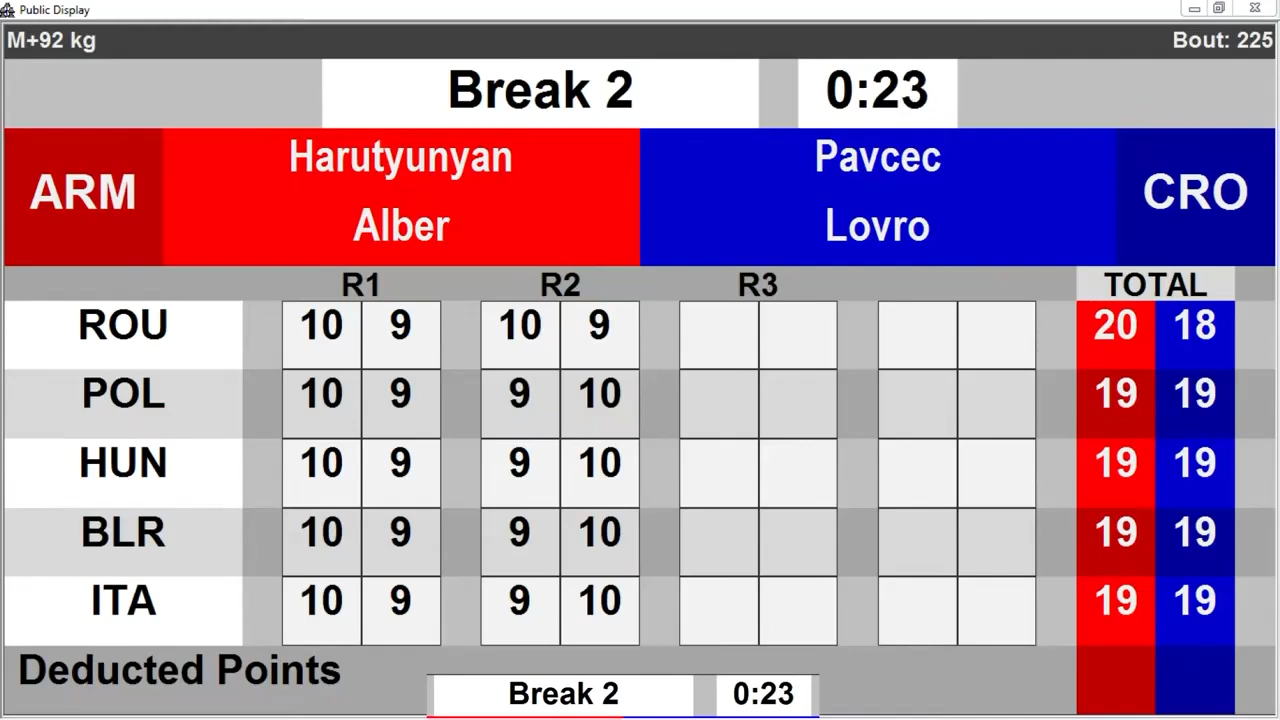 Public Display
M+92 kg Bout: 225
Break 2 0:23
ARM Harutyunyan Alber Pavcec Lovro CRO
R1 R2 R3 TOTAL
ROU 10 9 10 9 20 18
POL 10 9 9 10 19 19
HUN 10 9 9 10 19 19
BLR 10 9 9 10 19 19
ITA 10 9 9 10 19 19
Deducted Points
Break 2 0:23